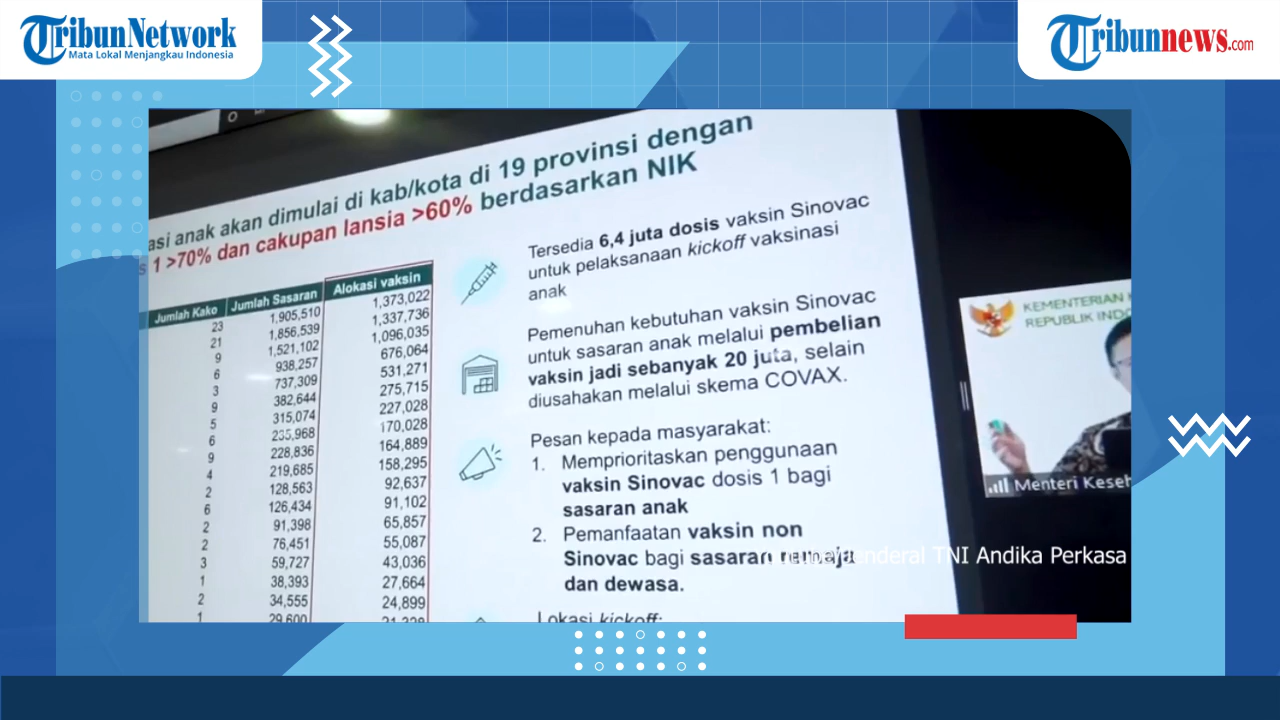 TribunNetwork
Mata Lokal Menjangkau Indonesia
Tribunnews.com
asi anak akan dimulai di kab/kota di 19 provinsi dengan
s 1 >70% dan cakupan lansia >60% berdasarkan NIK
Jumlah Kako Jumlah Sasaran Alokasi vaksin
23 1,905,510 1,373,022
21 1,856,539 1,337,736
9 1,521,102 1,096,035
6 938,257 676,064
3 737,309 531,271
9 382,644 275,715
5 315,074 227,028
6 235,968 170,028
9 228,836 164,889
4 219,685 158,295
2 128,563 92,637
6 126,434 91,102
2 91,398 65,857
2 76,451 55,087
3 59,727 43,036
1 38,393 27,664
2 34,555 24,899
1 29,600
Tersedia 6,4 juta dosis vaksin Sinovac
untuk pelaksanaan kickoff vaksinasi
anak
Pemenuhan kebutuhan vaksin Sinovac
untuk sasaran anak melalui pembelian
vaksin jadi sebanyak 20 juta, selain
diusahakan melalui skema COVAX.
Pesan kepada masyarakat:
1. Memprioritaskan penggunaan
vaksin Sinovac dosis 1 bagi
sasaran anak
2. Pemanfaatan vaksin non
Sinovac bagi sasaran remaja
dan dewasa.
Lokasi kickoff:
KEMENTERIAN K
REPUBLIK INDO
Menteri Keseh
Jenderal TNI Andika Perkasa